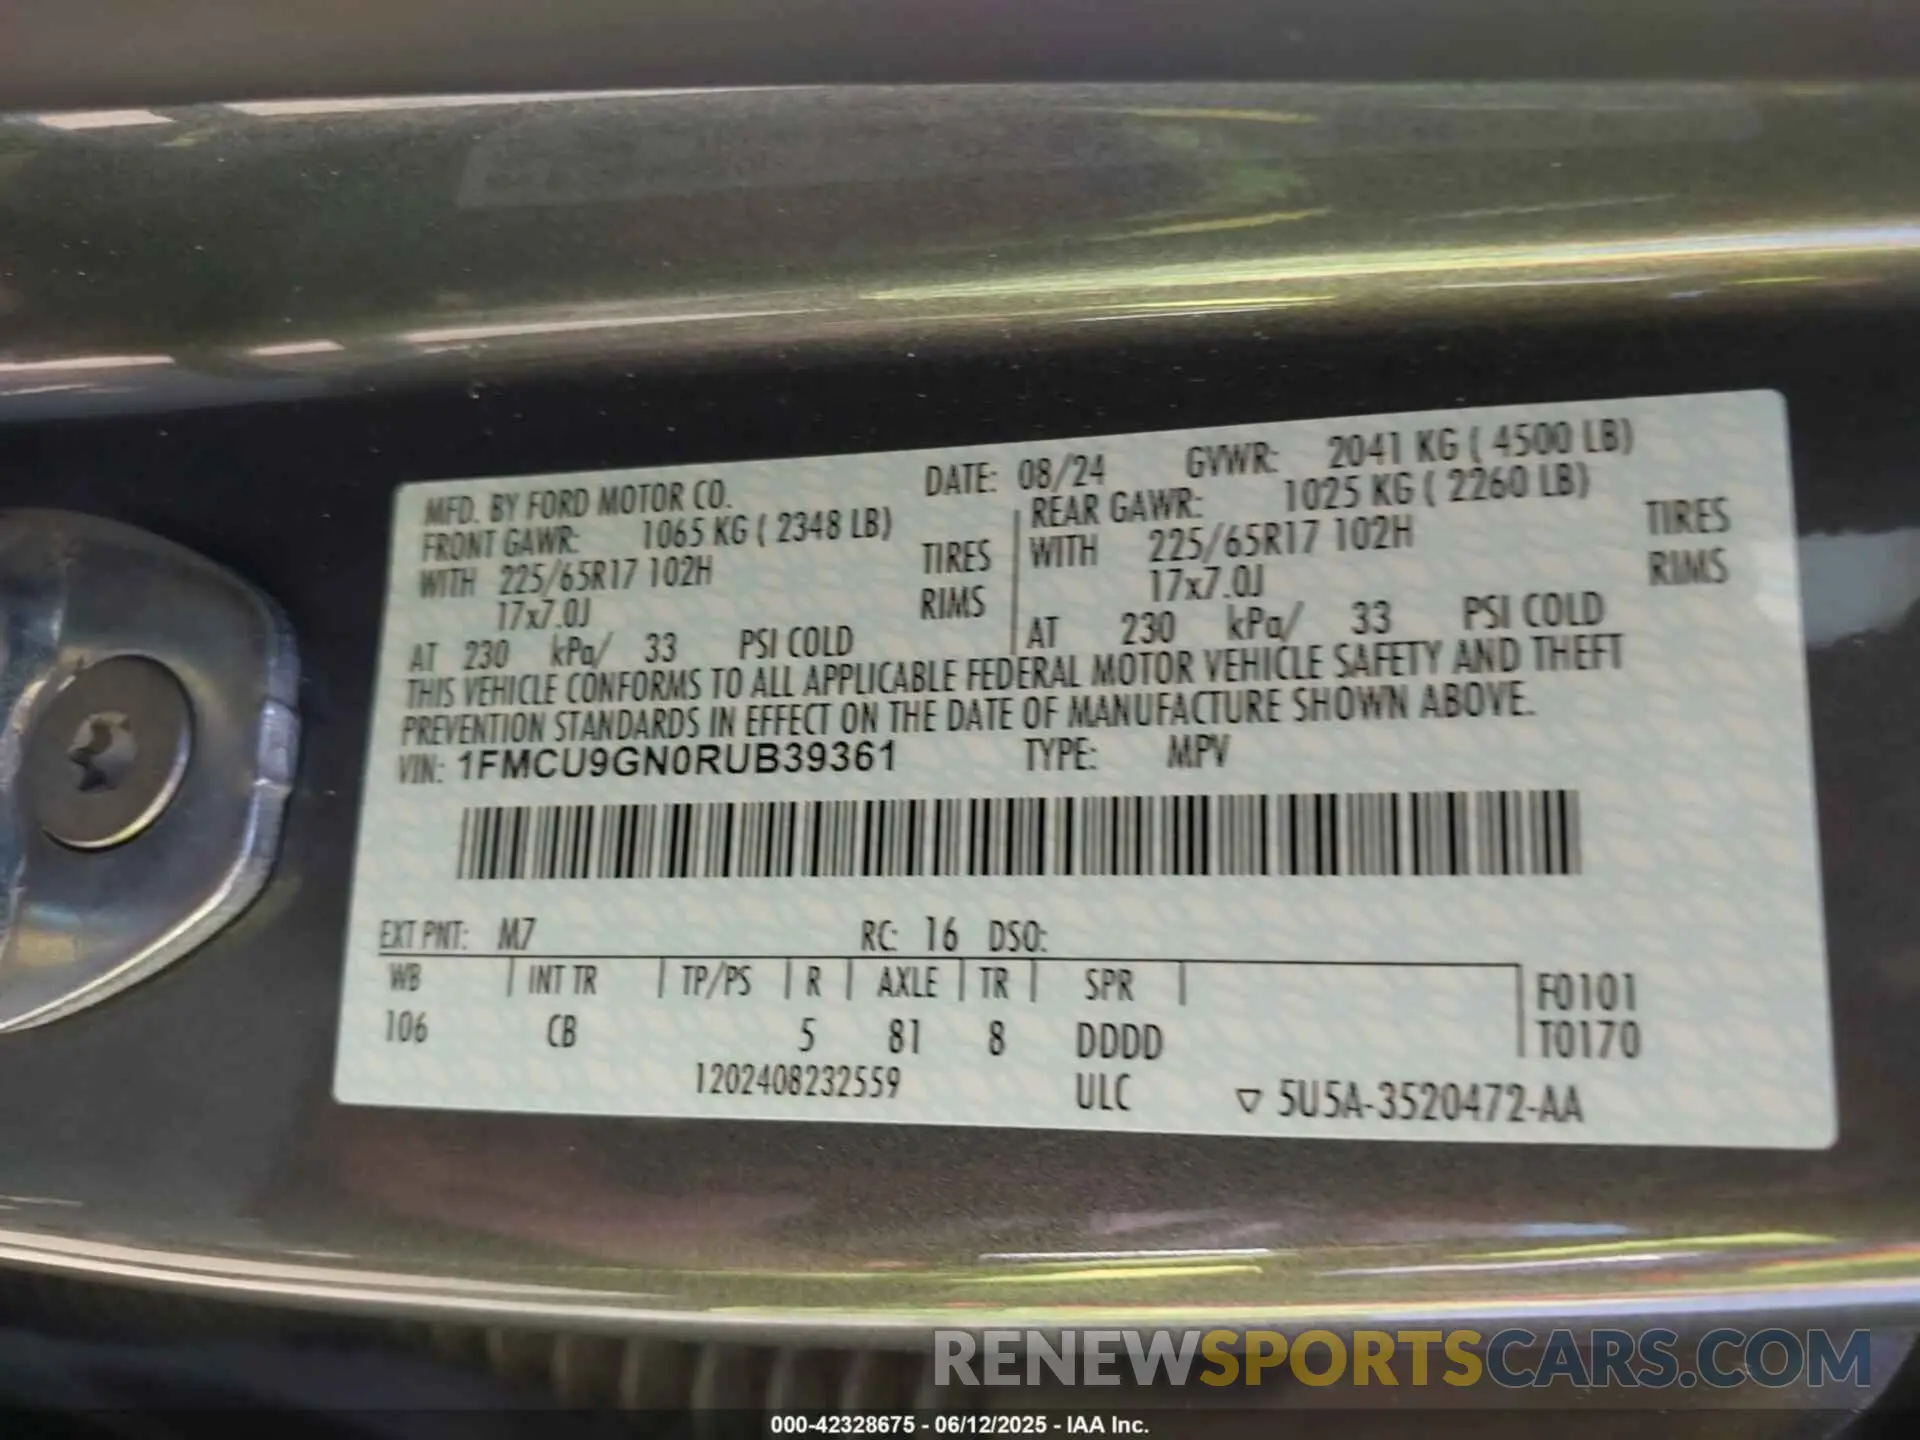 MFD. BY FORD MOTOR CO. DATE: 08/24 GVWR: 2041 KG ( 4500 LB)
FRONT GAWR: 1065 KG ( 2348 LB) REAR GAWR: 1025 KG ( 2260 LB)
WITH 225/65R17 102H TIRES WITH 225/65R17 102H TIRES
17x7.0J RIMS 17x7.0J RIMS
AT 230 kPa/ 33 PSI COLD AT 230 kPa/ 33 PSI COLD
THIS VEHICLE CONFORMS TO ALL APPLICABLE FEDERAL MOTOR VEHICLE SAFETY AND THEFT
PREVENTION STANDARDS IN EFFECT ON THE DATE OF MANUFACTURE SHOWN ABOVE.
VIN: 1FMCU9GN0RUB39361 TYPE: MPV
EXT PNT: M7 RC: 16 DSO:
WB INT TR TP/PS R AXLE TR SPR F0101
106 CB 5 81 8 DDDD T0170
1202408232559 ULC ▽ 5U5A-3520472-AA
RENEWSPORTSCARS.COM
000-42328675 - 06/12/2025 - IAA Inc.